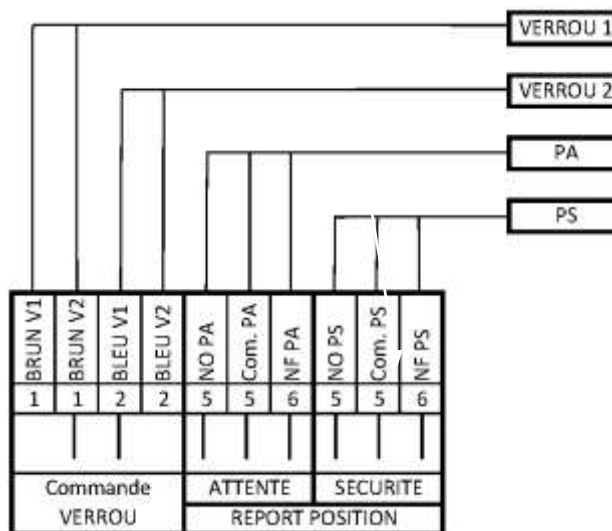 VERROU 1
VERROU 2
PA
PS
BRUN V1
BRUN V2
BLEU V1
BLEU V2
NO PA
Com. PA
NF PA
NO PS
Com. PS
NF PS
1 1 2 2 5 5 6 5 5 6
Commande ATTENTE SECURITE
VERROU REPORT POSITION